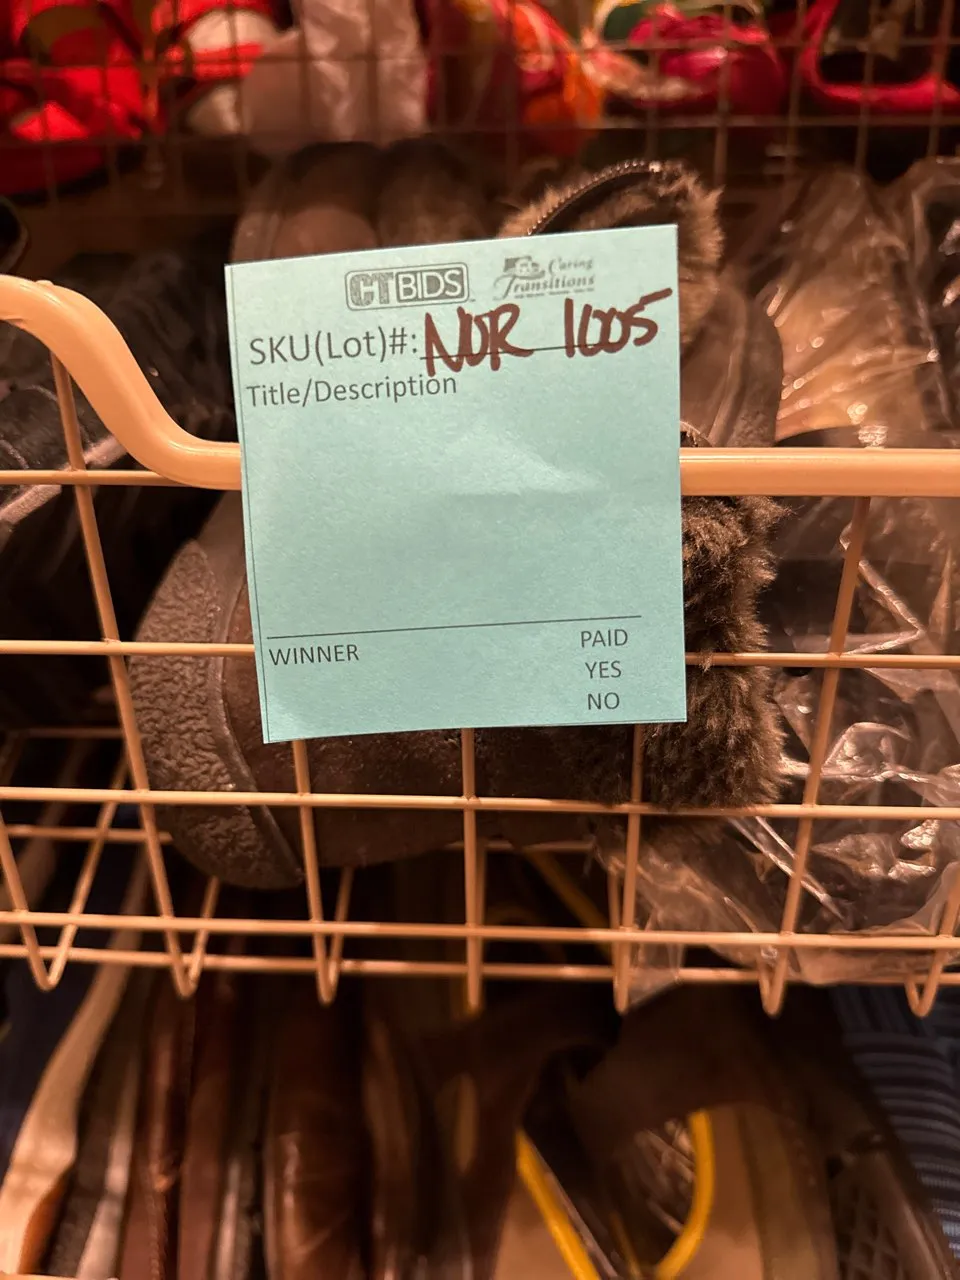 CTBIDS
Caring
Transitions
SKU(Lot)#: NOR 1005
Title/Description
WINNER
PAID
YES
NO